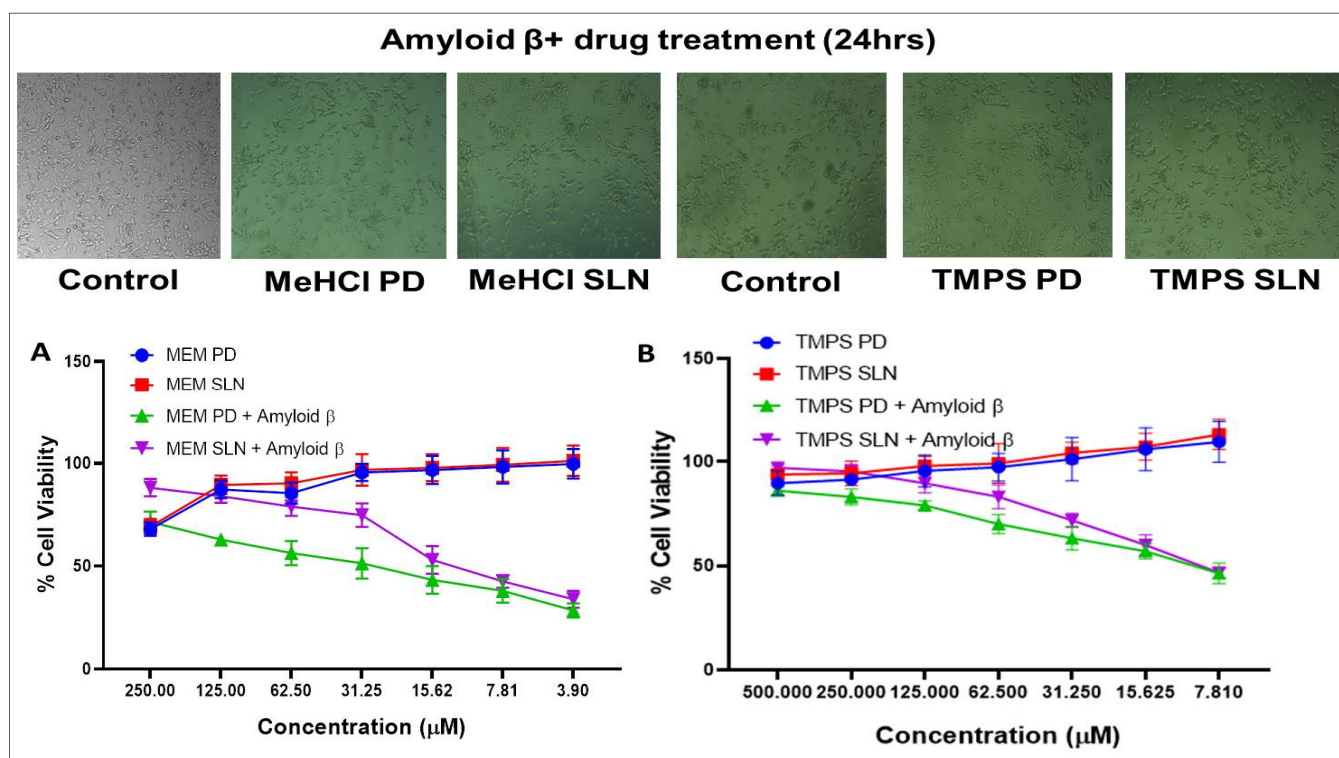 Amyloid β+ drug treatment (24hrs)
Control
MeHCl PD
MeHCl SLN
Control
TMPS PD
TMPS SLN
A
MEM PD
MEM SLN
MEM PD + Amyloid β
MEM SLN + Amyloid β
150
100
50
0
% Cell Viability
250.00
125.00
62.50
31.25
15.62
7.81
3.90
Concentration (μM)
B
TMPS PD
TMPS SLN
TMPS PD + Amyloid β
TMPS SLN + Amyloid β
150
100
50
0
% Cell Viability
500.000
250.000
125.000
62.500
31.250
15.625
7.810
Concentration (μM)